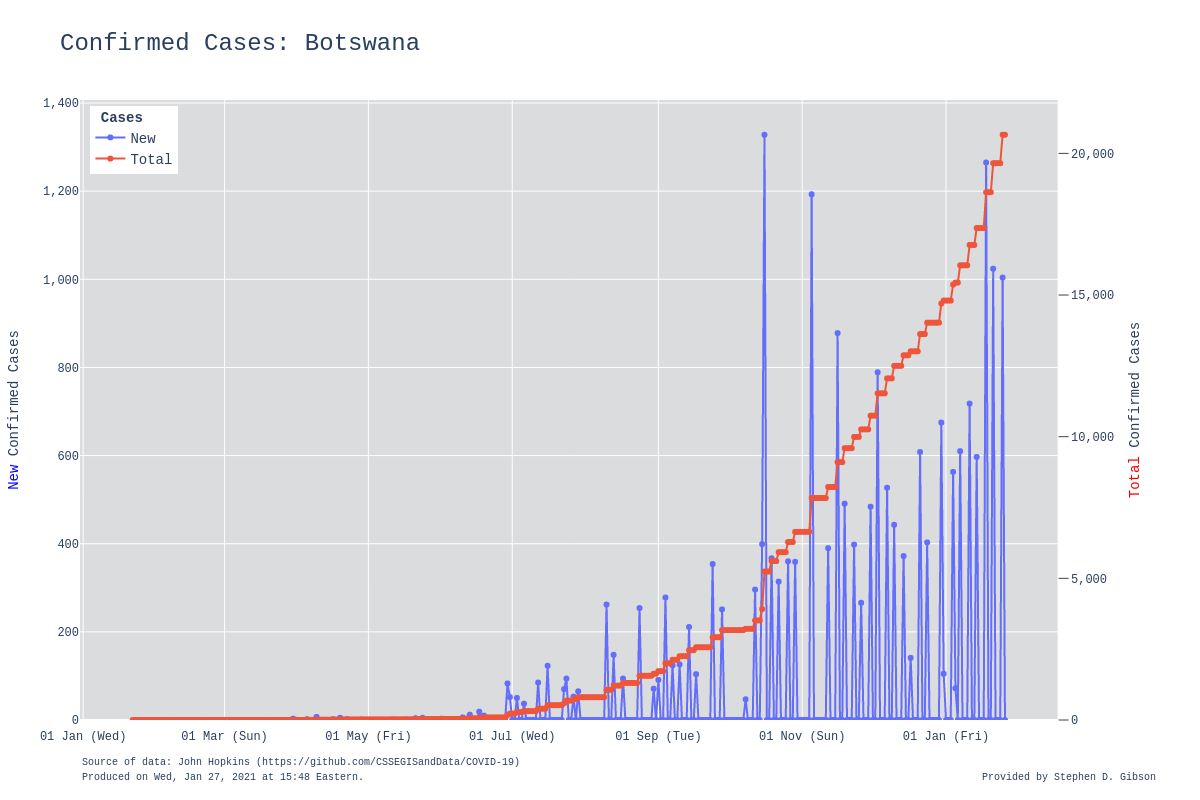 Confirmed Cases: Botswana
Cases
New
Total
1,400
1,200
1,000
800
600
400
200
0
20,000
15,000
10,000
5,000
0
New Confirmed Cases
Total Confirmed Cases
01 Jan (Wed)
01 Mar (Sun)
01 May (Fri)
01 Jul (Wed)
01 Sep (Tue)
01 Nov (Sun)
01 Jan (Fri)
Source of data: John Hopkins (https://github.com/CSSEGISandData/COVID-19)
Produced on Wed, Jan 27, 2021 at 15:48 Eastern.
Provided by Stephen D. Gibson